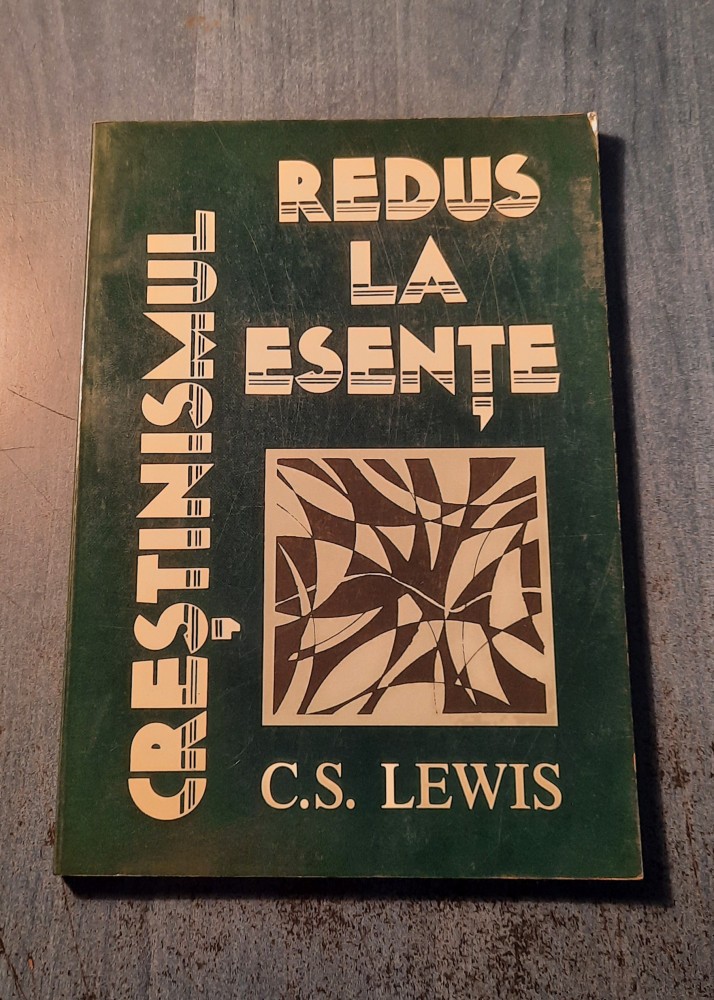 CREȘTINISMUL
REDUS
LA
ESENȚE
C.S. LEWIS